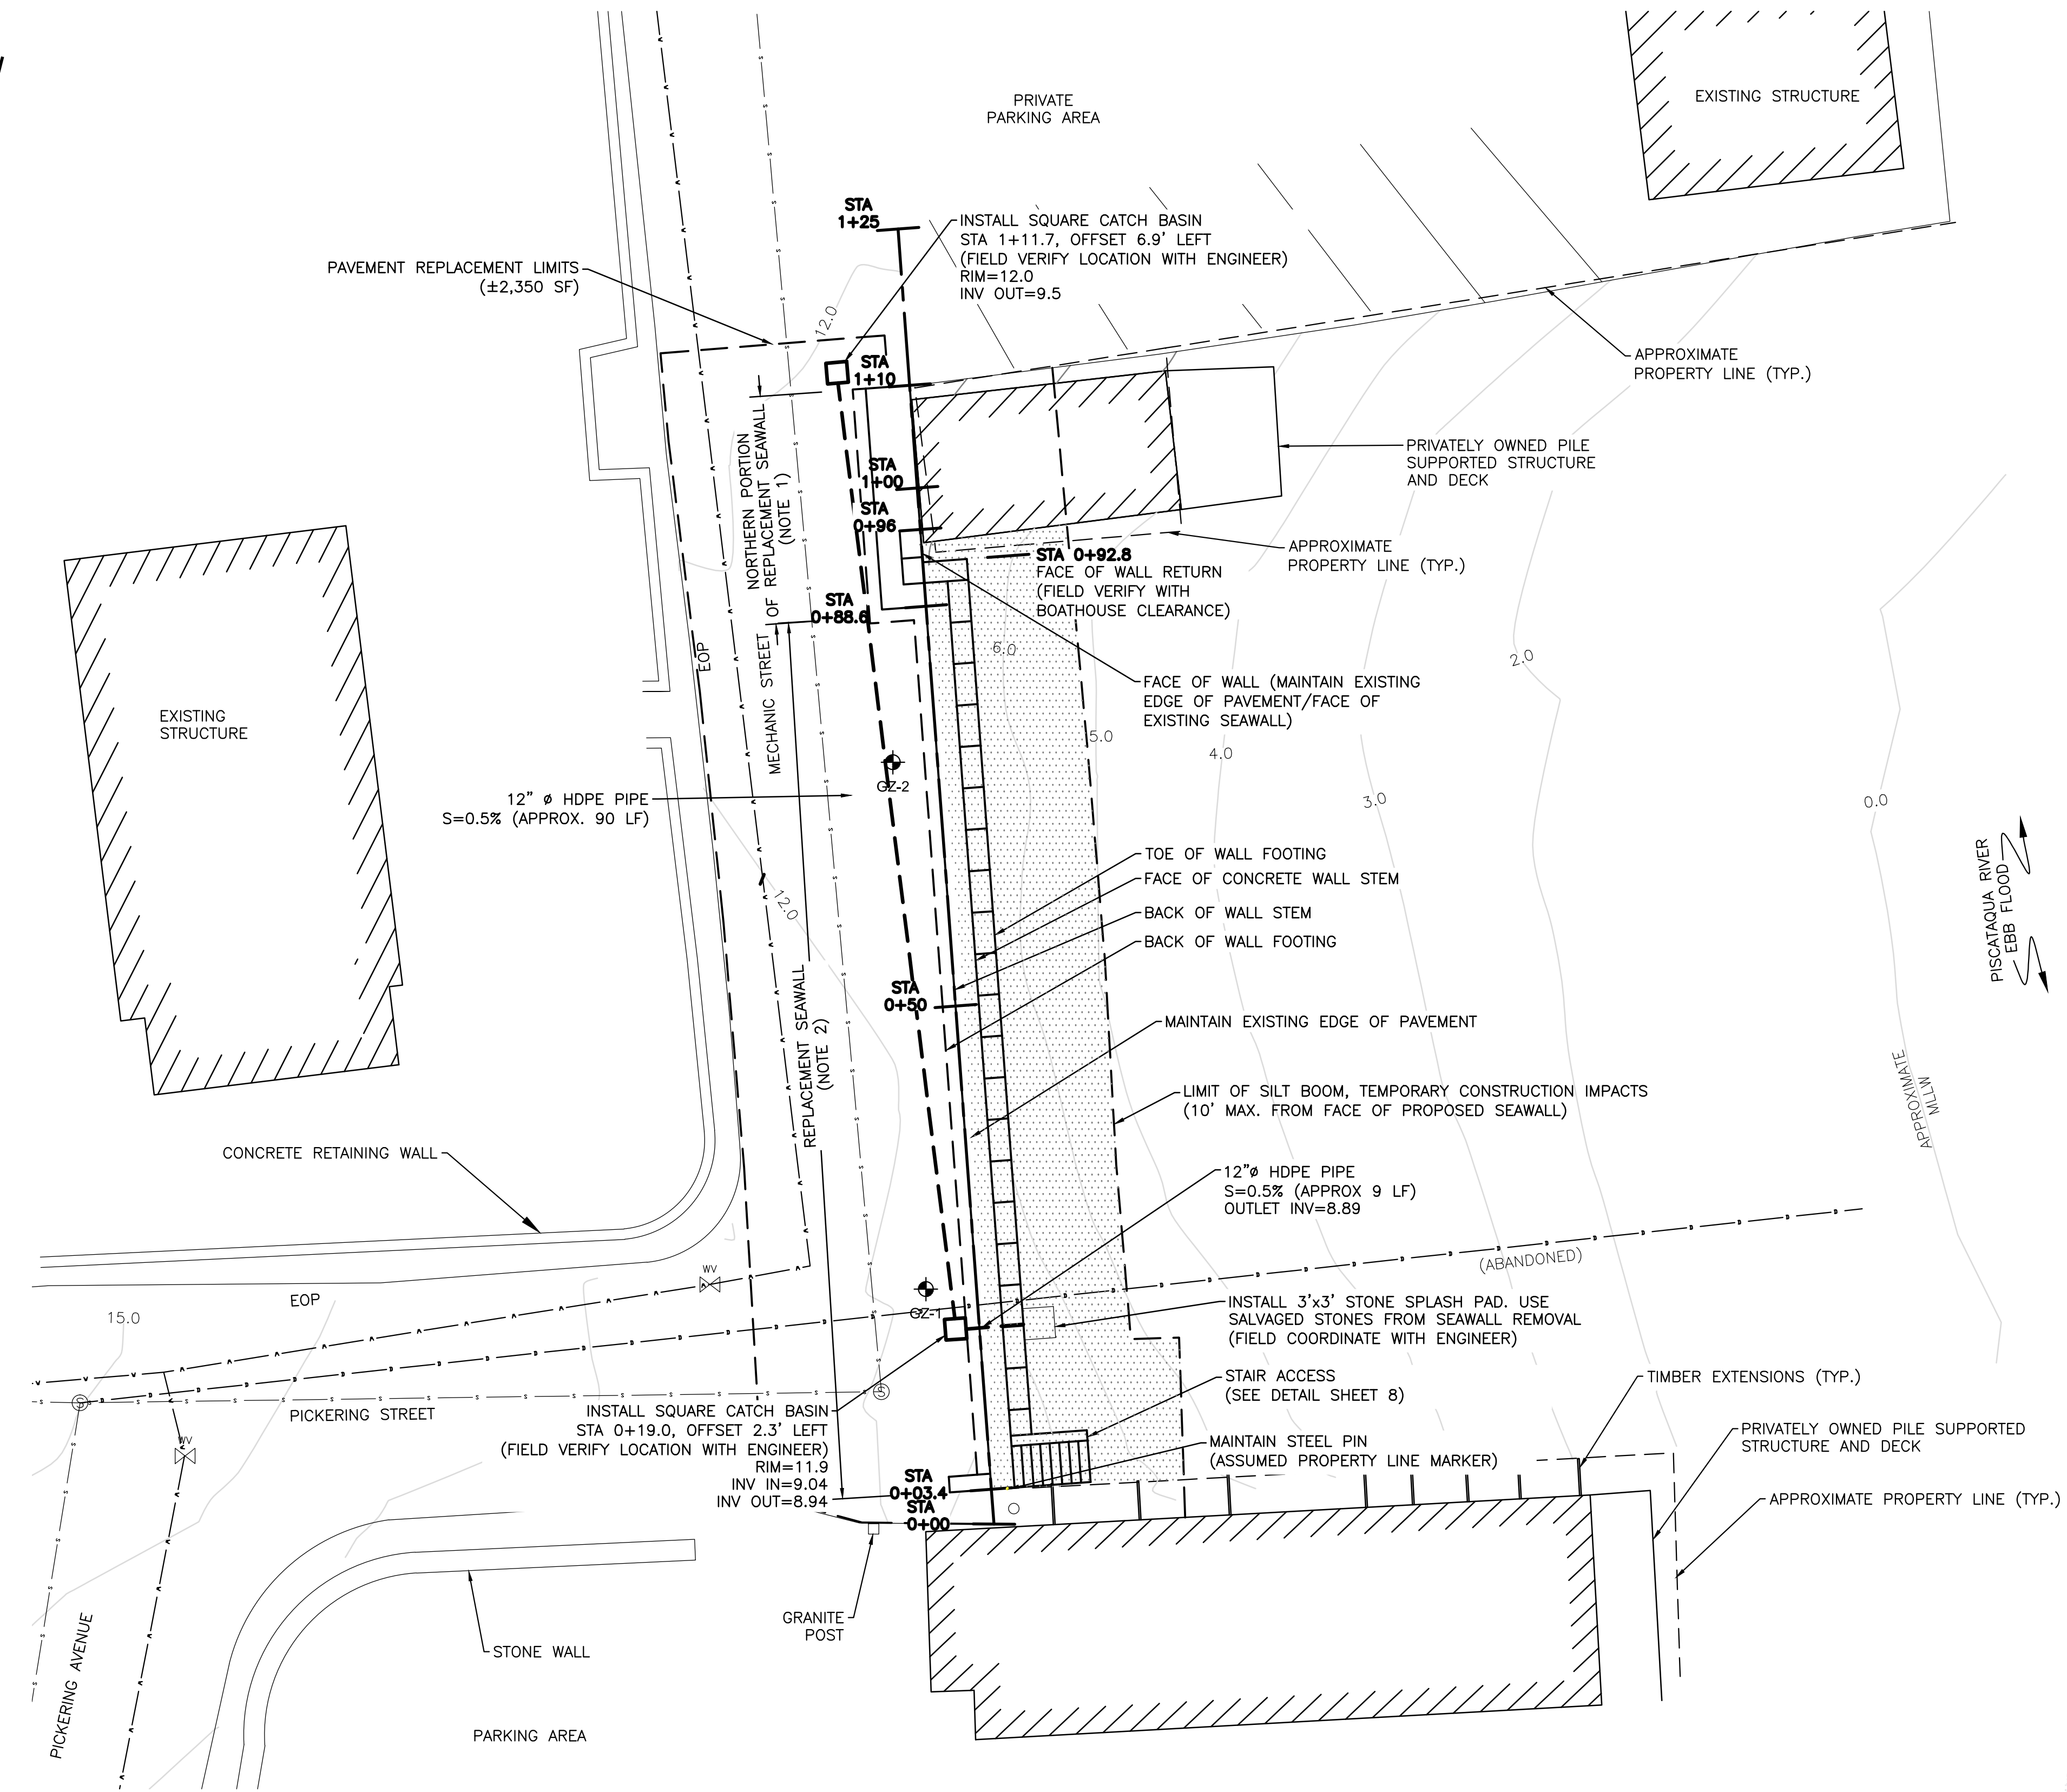 PRIVATE
PARKING AREA
EXISTING STRUCTURE
STA
1+25
INSTALL SQUARE CATCH BASIN
STA 1+11.7, OFFSET 6.9' LEFT
(FIELD VERIFY LOCATION WITH ENGINEER)
RIM=12.0
INV OUT=9.5
PAVEMENT REPLACEMENT LIMITS
(±2,350 SF)
12.0
STA
1+10
APPROXIMATE
PROPERTY LINE (TYP.)
NORTHERN PORTION
OF REPLACEMENT SEAWALL
(NOTE 1)
PRIVATELY OWNED PILE
SUPPORTED STRUCTURE
AND DECK
STA
1+00
STA
0+96
STA 0+92.8
FACE OF WALL RETURN
(FIELD VERIFY WITH
BOATHOUSE CLEARANCE)
APPROXIMATE
PROPERTY LINE (TYP.)
STA
0+88.6
EOP
MECHANIC STREET
6.0
2.0
FACE OF WALL (MAINTAIN EXISTING
EDGE OF PAVEMENT/FACE OF
EXISTING SEAWALL)
EXISTING
STRUCTURE
5.0
4.0
3.0
0.0
GZ-2
12" ø HDPE PIPE
S=0.5% (APPROX. 90 LF)
PISCATAQUA RIVER
EBB FLOOD
TOE OF WALL FOOTING
FACE OF CONCRETE WALL STEM
12.0
BACK OF WALL STEM
BACK OF WALL FOOTING
STA
0+50
REPLACEMENT SEAWALL
(NOTE 2)
MAINTAIN EXISTING EDGE OF PAVEMENT
LIMIT OF SILT BOOM, TEMPORARY CONSTRUCTION IMPACTS
(10' MAX. FROM FACE OF PROPOSED SEAWALL)
APPROXIMATE
MLLW
CONCRETE RETAINING WALL
12"ø HDPE PIPE
S=0.5% (APPROX 9 LF)
OUTLET INV=8.89
(ABANDONED)
WV
EOP
15.0
GZ-1
INSTALL 3'x3' STONE SPLASH PAD. USE
SALVAGED STONES FROM SEAWALL REMOVAL
(FIELD COORDINATE WITH ENGINEER)
STAIR ACCESS
(SEE DETAIL SHEET 8)
TIMBER EXTENSIONS (TYP.)
S
S
PICKERING STREET
WV
INSTALL SQUARE CATCH BASIN
STA 0+19.0, OFFSET 2.3' LEFT
(FIELD VERIFY LOCATION WITH ENGINEER)
RIM=11.9
INV IN=9.04
INV OUT=8.94
MAINTAIN STEEL PIN
(ASSUMED PROPERTY LINE MARKER)
PRIVATELY OWNED PILE SUPPORTED
STRUCTURE AND DECK
STA
0+03.4
STA
0+00
APPROXIMATE PROPERTY LINE (TYP.)
GRANITE
POST
STONE WALL
PICKERING AVENUE
PARKING AREA